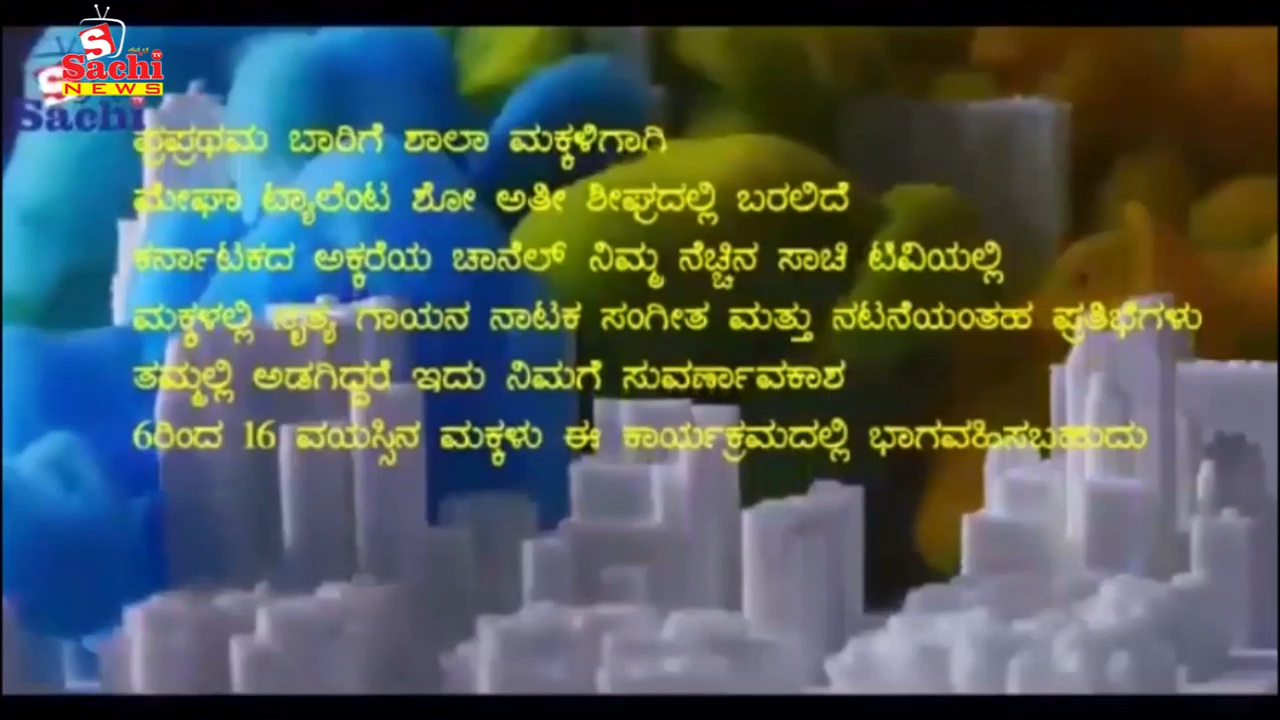 Sachi TV
NEWS
Sachi
ಪ್ರಪ್ರಥಮ ಬಾರಿಗೆ ಶಾಲಾ ಮಕ್ಕಳಿಗಾಗಿ
ಮೇಘಾ ಟ್ಯಾಲೆಂಟ ಶೋ ಅತೀ ಶೀಘ್ರದಲ್ಲಿ ಬರಲಿದೆ
ಕರ್ನಾಟಕದ ಅಕ್ಕರೆಯ ಚಾನೆಲ್ ನಿಮ್ಮ ನೆಚ್ಚಿನ ಸಾಚಿ ಟಿವಿಯಲ್ಲಿ
ಮಕ್ಕಳಲ್ಲಿ ನೃತ್ಯ ಗಾಯನ ನಾಟಕ ಸಂಗೀತ ಮತ್ತು ನಟನೆಯಂತಹ ಪ್ರತಿಭೆಗಳು
ತಮ್ಮಲ್ಲಿ ಅಡಗಿದ್ದರೆ ಇದು ನಿಮಗೆ ಸುವರ್ಣಾವಕಾಶ
6ರಿಂದ 16 ವಯಸ್ಸಿನ ಮಕ್ಕಳು ಈ ಕಾರ್ಯಕ್ರಮದಲ್ಲಿ ಭಾಗವಹಿಸಬಹುದು